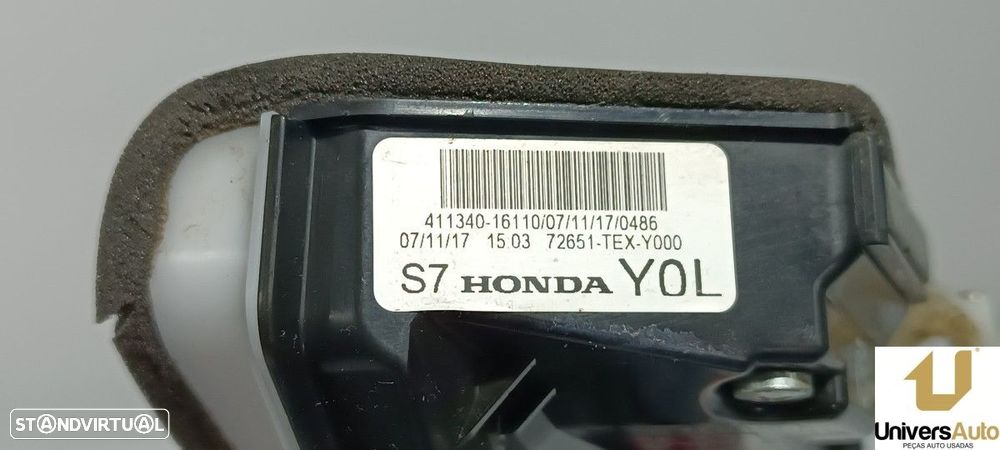 411340-16110/07/11/17/0486
07/11/17 15.03 72651-TEX-Y000
S7 HONDA Y0L
STANDVIRTUAL
UniversAuto
PEÇAS AUTO USADAS